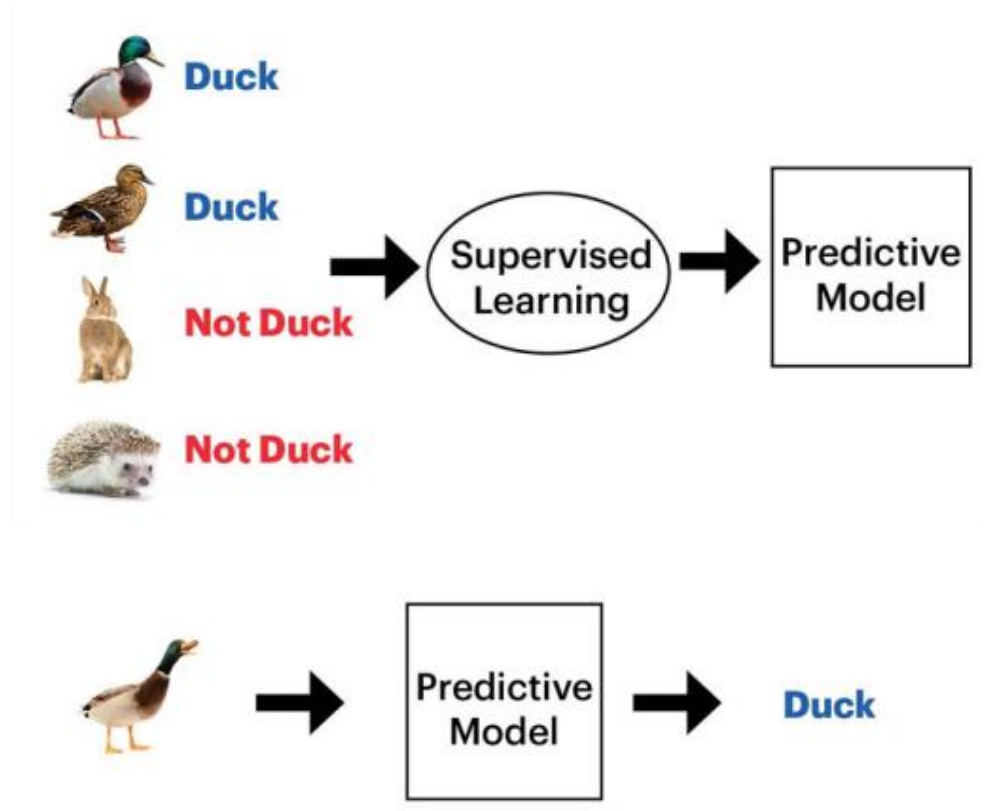 Duck
Duck
Not Duck
Not Duck
Supervised
Learning
Predictive
Model
Predictive
Model
Duck